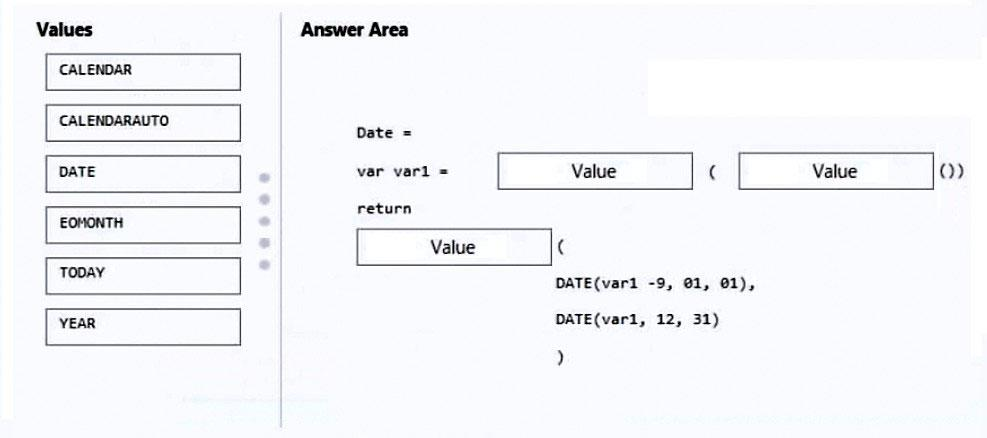 Values
CALENDAR
CALENDARAUTO
DATE
EOMONTH
TODAY
YEAR
Answer Area
Date =
var var1 = Value ( Value ())
return
Value (
DATE(var1 -9, 01, 01),
DATE(var1, 12, 31)
)